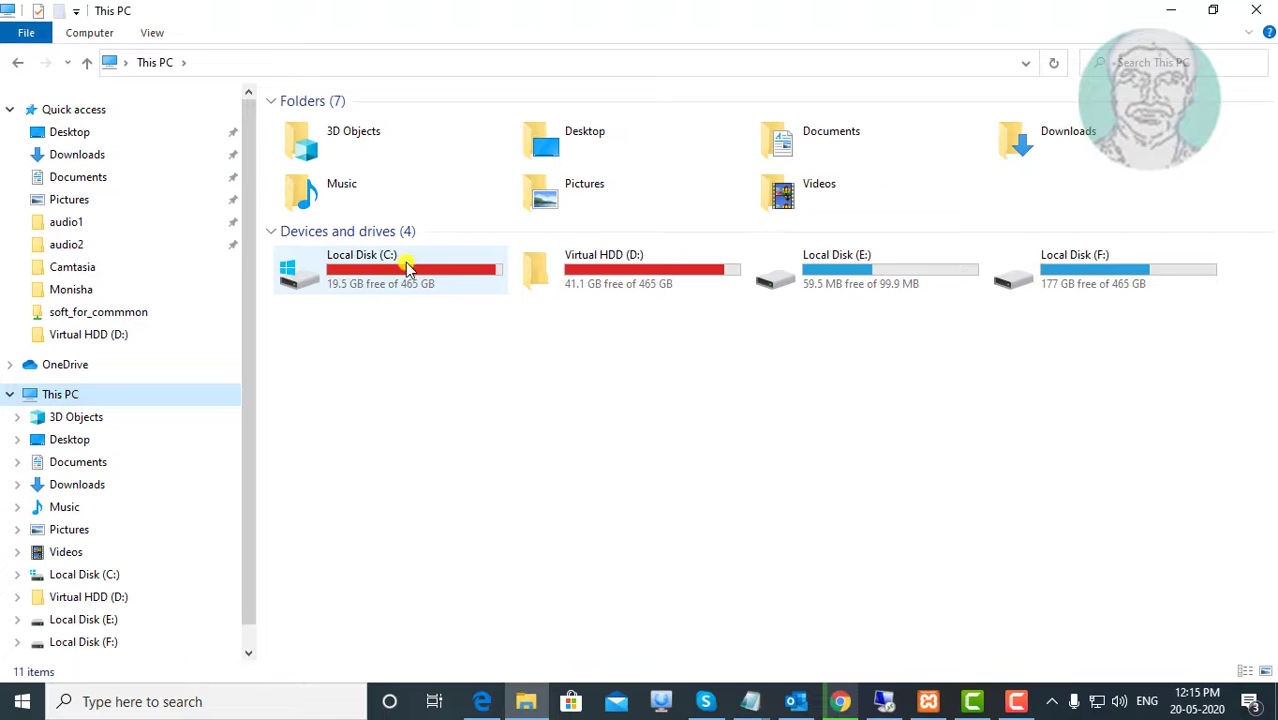 This PC
File
Computer
View
This PC
Search This PC
Quick access
Desktop
Downloads
Documents
Pictures
audio1
audio2
Camtasia
Monisha
soft_for_commmon
Virtual HDD (D:)
OneDrive
This PC
3D Objects
Desktop
Documents
Downloads
Music
Pictures
Videos
Local Disk (C:)
Virtual HDD (D:)
Local Disk (E:)
Local Disk (F:)
Folders (7)
3D Objects
Desktop
Documents
Downloads
Music
Pictures
Videos
Devices and drives (4)
Local Disk (C:)
19.5 GB free of 465 GB
Virtual HDD (D:)
41.1 GB free of 465 GB
Local Disk (E:)
59.5 MB free of 99.9 MB
Local Disk (F:)
177 GB free of 465 GB
11 items
Type here to search
ENG
12:15 PM
20-05-2020
3